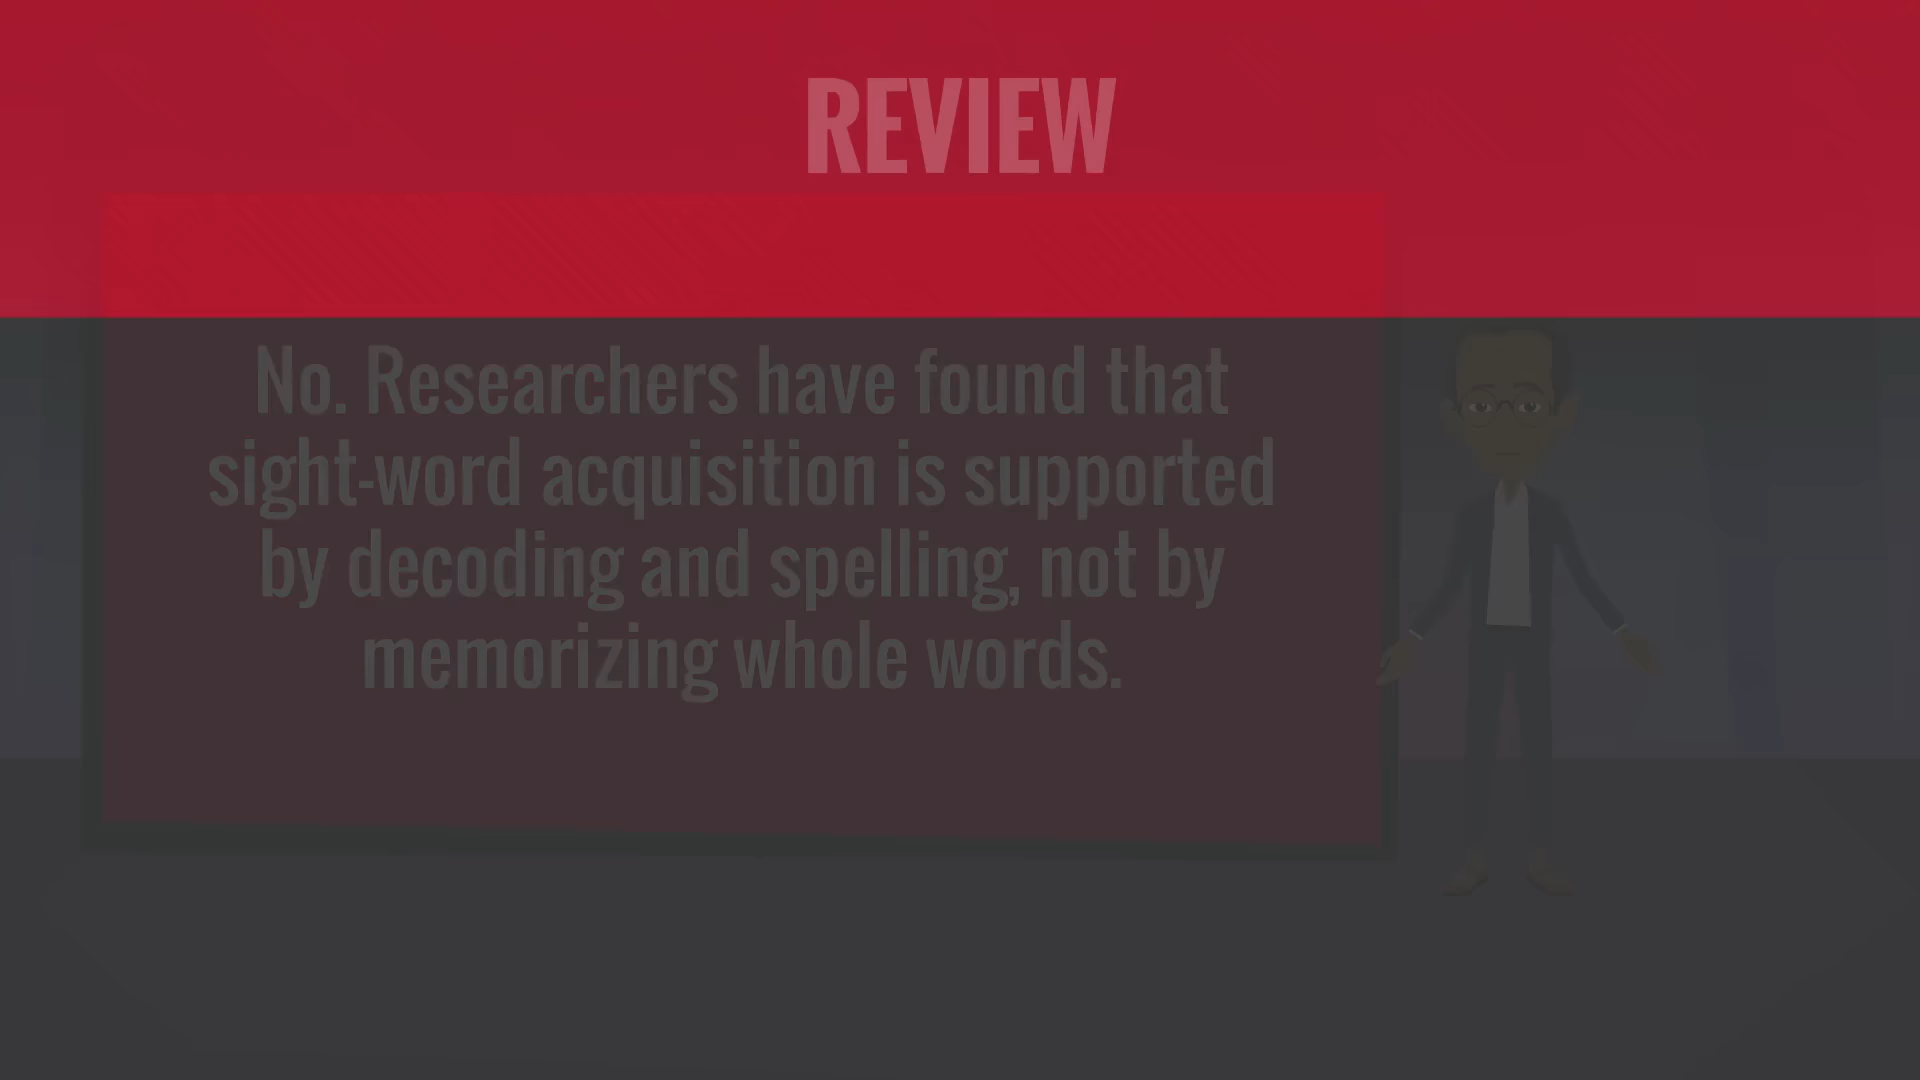 REVIEW
No. Researchers have found that
sight-word acquisition is supported
by decoding and spelling, not by
memorizing whole words.